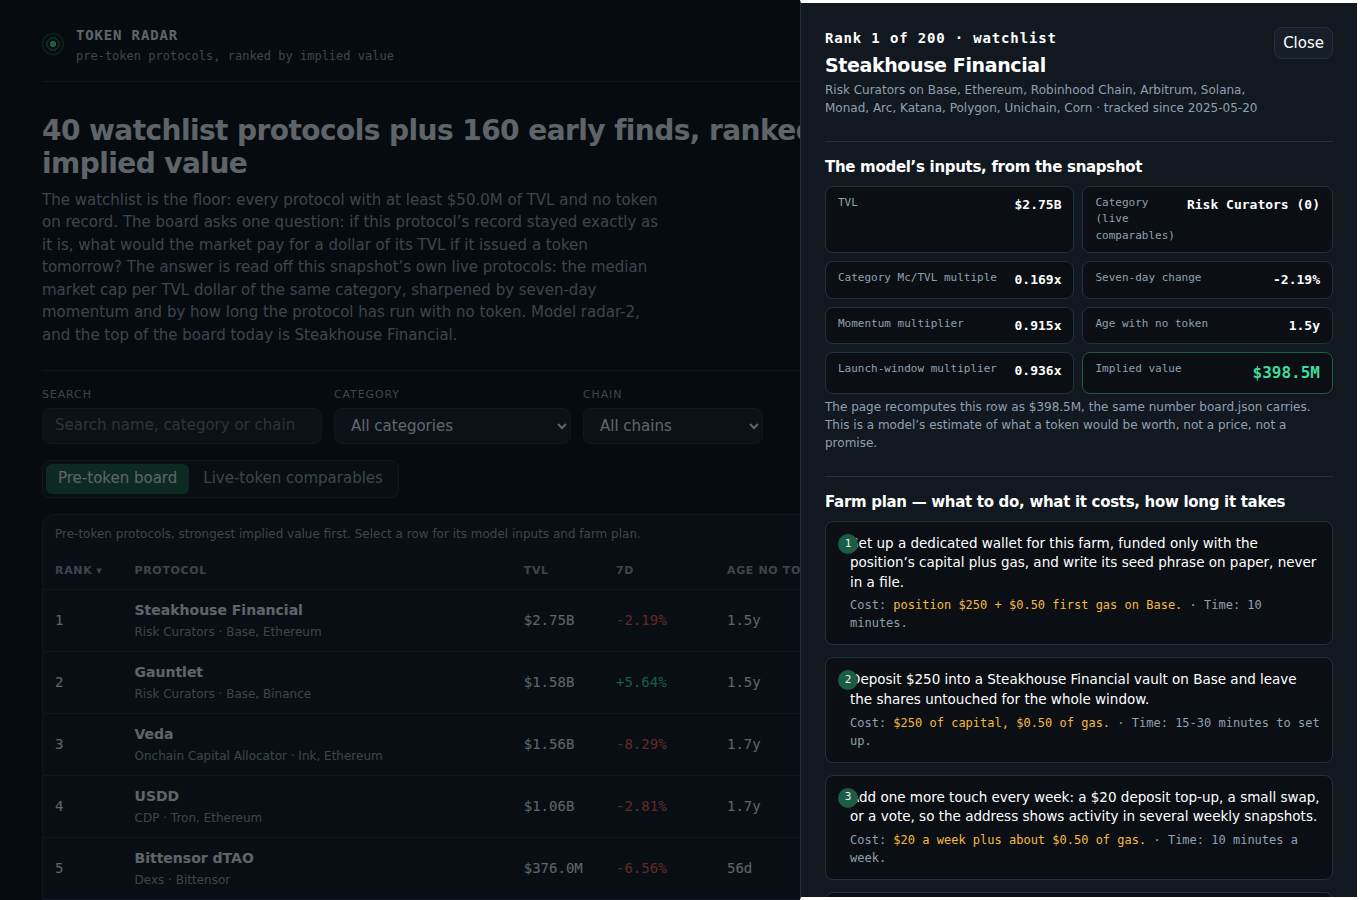 TOKEN RADAR
pre-token protocols, ranked by implied value
40 watchlist protocols plus 160 early finds, ranked
implied value
The watchlist is the floor: every protocol with at least $50.0M of TVL and no token
on record. The board asks one question: if this protocol's record stayed exactly as
it is, what would the market pay for a dollar of its TVL if it issued a token
tomorrow? The answer is read off this snapshot's own live protocols: the median
market cap per TVL dollar of the same category, sharpened by seven-day
momentum and by how long the protocol has run with no token. Model radar-2,
and the top of the board today is Steakhouse Financial.
SEARCH CATEGORY CHAIN
Search name, category or chain All categories All chains
Pre-token board Live-token comparables
Pre-token protocols, strongest implied value first. Select a row for its model inputs and farm plan.
RANK ▾ PROTOCOL TVL 7D AGE NO TO
1 Steakhouse Financial $2.75B -2.19% 1.5y
Risk Curators · Base, Ethereum
2 Gauntlet $1.58B +5.64% 1.5y
Risk Curators · Base, Binance
3 Veda $1.56B -8.29% 1.7y
Onchain Capital Allocator · Ink, Ethereum
4 USDD $1.06B -2.81% 1.7y
CDP · Tron, Ethereum
5 Bittensor dTAO $376.0M -6.56% 56d
Dexs · Bittensor
Rank 1 of 200 · watchlist
Close
Steakhouse Financial
Risk Curators on Base, Ethereum, Robinhood Chain, Arbitrum, Solana,
Monad, Arc, Katana, Polygon, Unichain, Corn · tracked since 2025-05-20
The model's inputs, from the snapshot
TVL $2.75B
Category (live comparables) Risk Curators (0)
Category Mc/TVL multiple 0.169x
Seven-day change -2.19%
Momentum multiplier 0.915x
Age with no token 1.5y
Launch-window multiplier 0.936x
Implied value $398.5M
The page recomputes this row as $398.5M, the same number board.json carries.
This is a model's estimate of what a token would be worth, not a price, not a
promise.
Farm plan — what to do, what it costs, how long it takes
1 et up a dedicated wallet for this farm, funded only with the
position's capital plus gas, and write its seed phrase on paper, never
in a file.
Cost: position $250 + $0.50 first gas on Base. · Time: 10
minutes.
2 Deposit $250 into a Steakhouse Financial vault on Base and leave
the shares untouched for the whole window.
Cost: $250 of capital, $0.50 of gas. · Time: 15-30 minutes to set
up.
3 dd one more touch every week: a $20 deposit top-up, a small swap,
or a vote, so the address shows activity in several weekly snapshots.
Cost: $20 a week plus about $0.50 of gas. · Time: 10 minutes a
week.